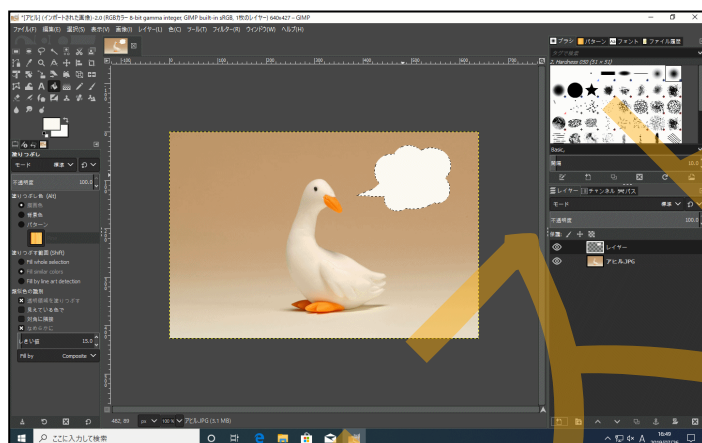 *[アヒル] (インポートされた画像)-2.0 (RGBカラー 8-bit gamma integer, GIMP built-in sRGB, 1枚のレイヤー) 640x427 – GIMP
ファイル(F) 編集(E) 選択(S) 表示(V) 画像(I) レイヤー(L) 色(C) ツール(T) フィルター(R) ウィンドウ(W) ヘルプ(H)
ブラシ パターン フォント ファイル履歴
2. Hardness 050 (51 × 51)
塗りつぶし
モード 標準
不透明度 100.0
塗りつぶし色 (Alt)
描画色
背景色
パターン
塗りつぶす範囲 (Shift)
Fill whole selection
Fill similar colors
Fill by line art detection
類似色の識別
透明領域を塗りつぶす
見えている色で
対角に隣接
なめらかに
しきい値 15.0
Fill by Composite
Basic,
間隔 10.0
レイヤー チャンネル パス
モード 標準
不透明度 100.0
保護:
レイヤー
アヒル.JPG
482, 89 px 100 % アヒル.JPG (3.1 MB)
ここに入力して検索
A 16:49
2019/07/26